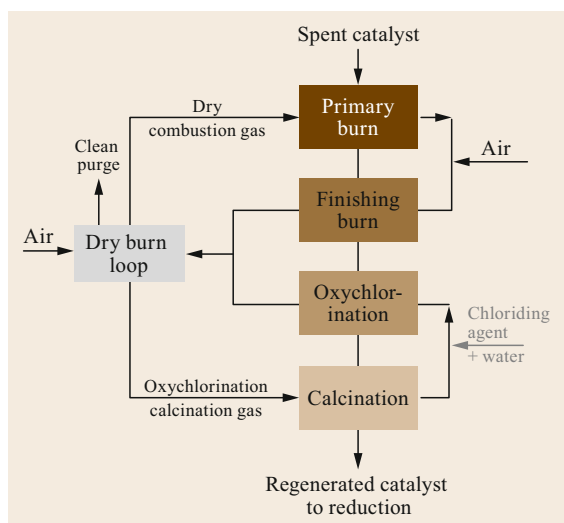 Spent catalyst
Primary
burn
Dry
combustion gas
Clean
purge
Air
Finishing
burn
Air
Dry burn
loop
Oxychlor-
ination
Chloriding
agent
+ water
Oxychlorination
calcination gas
Calcination
Regenerated catalyst
to reduction